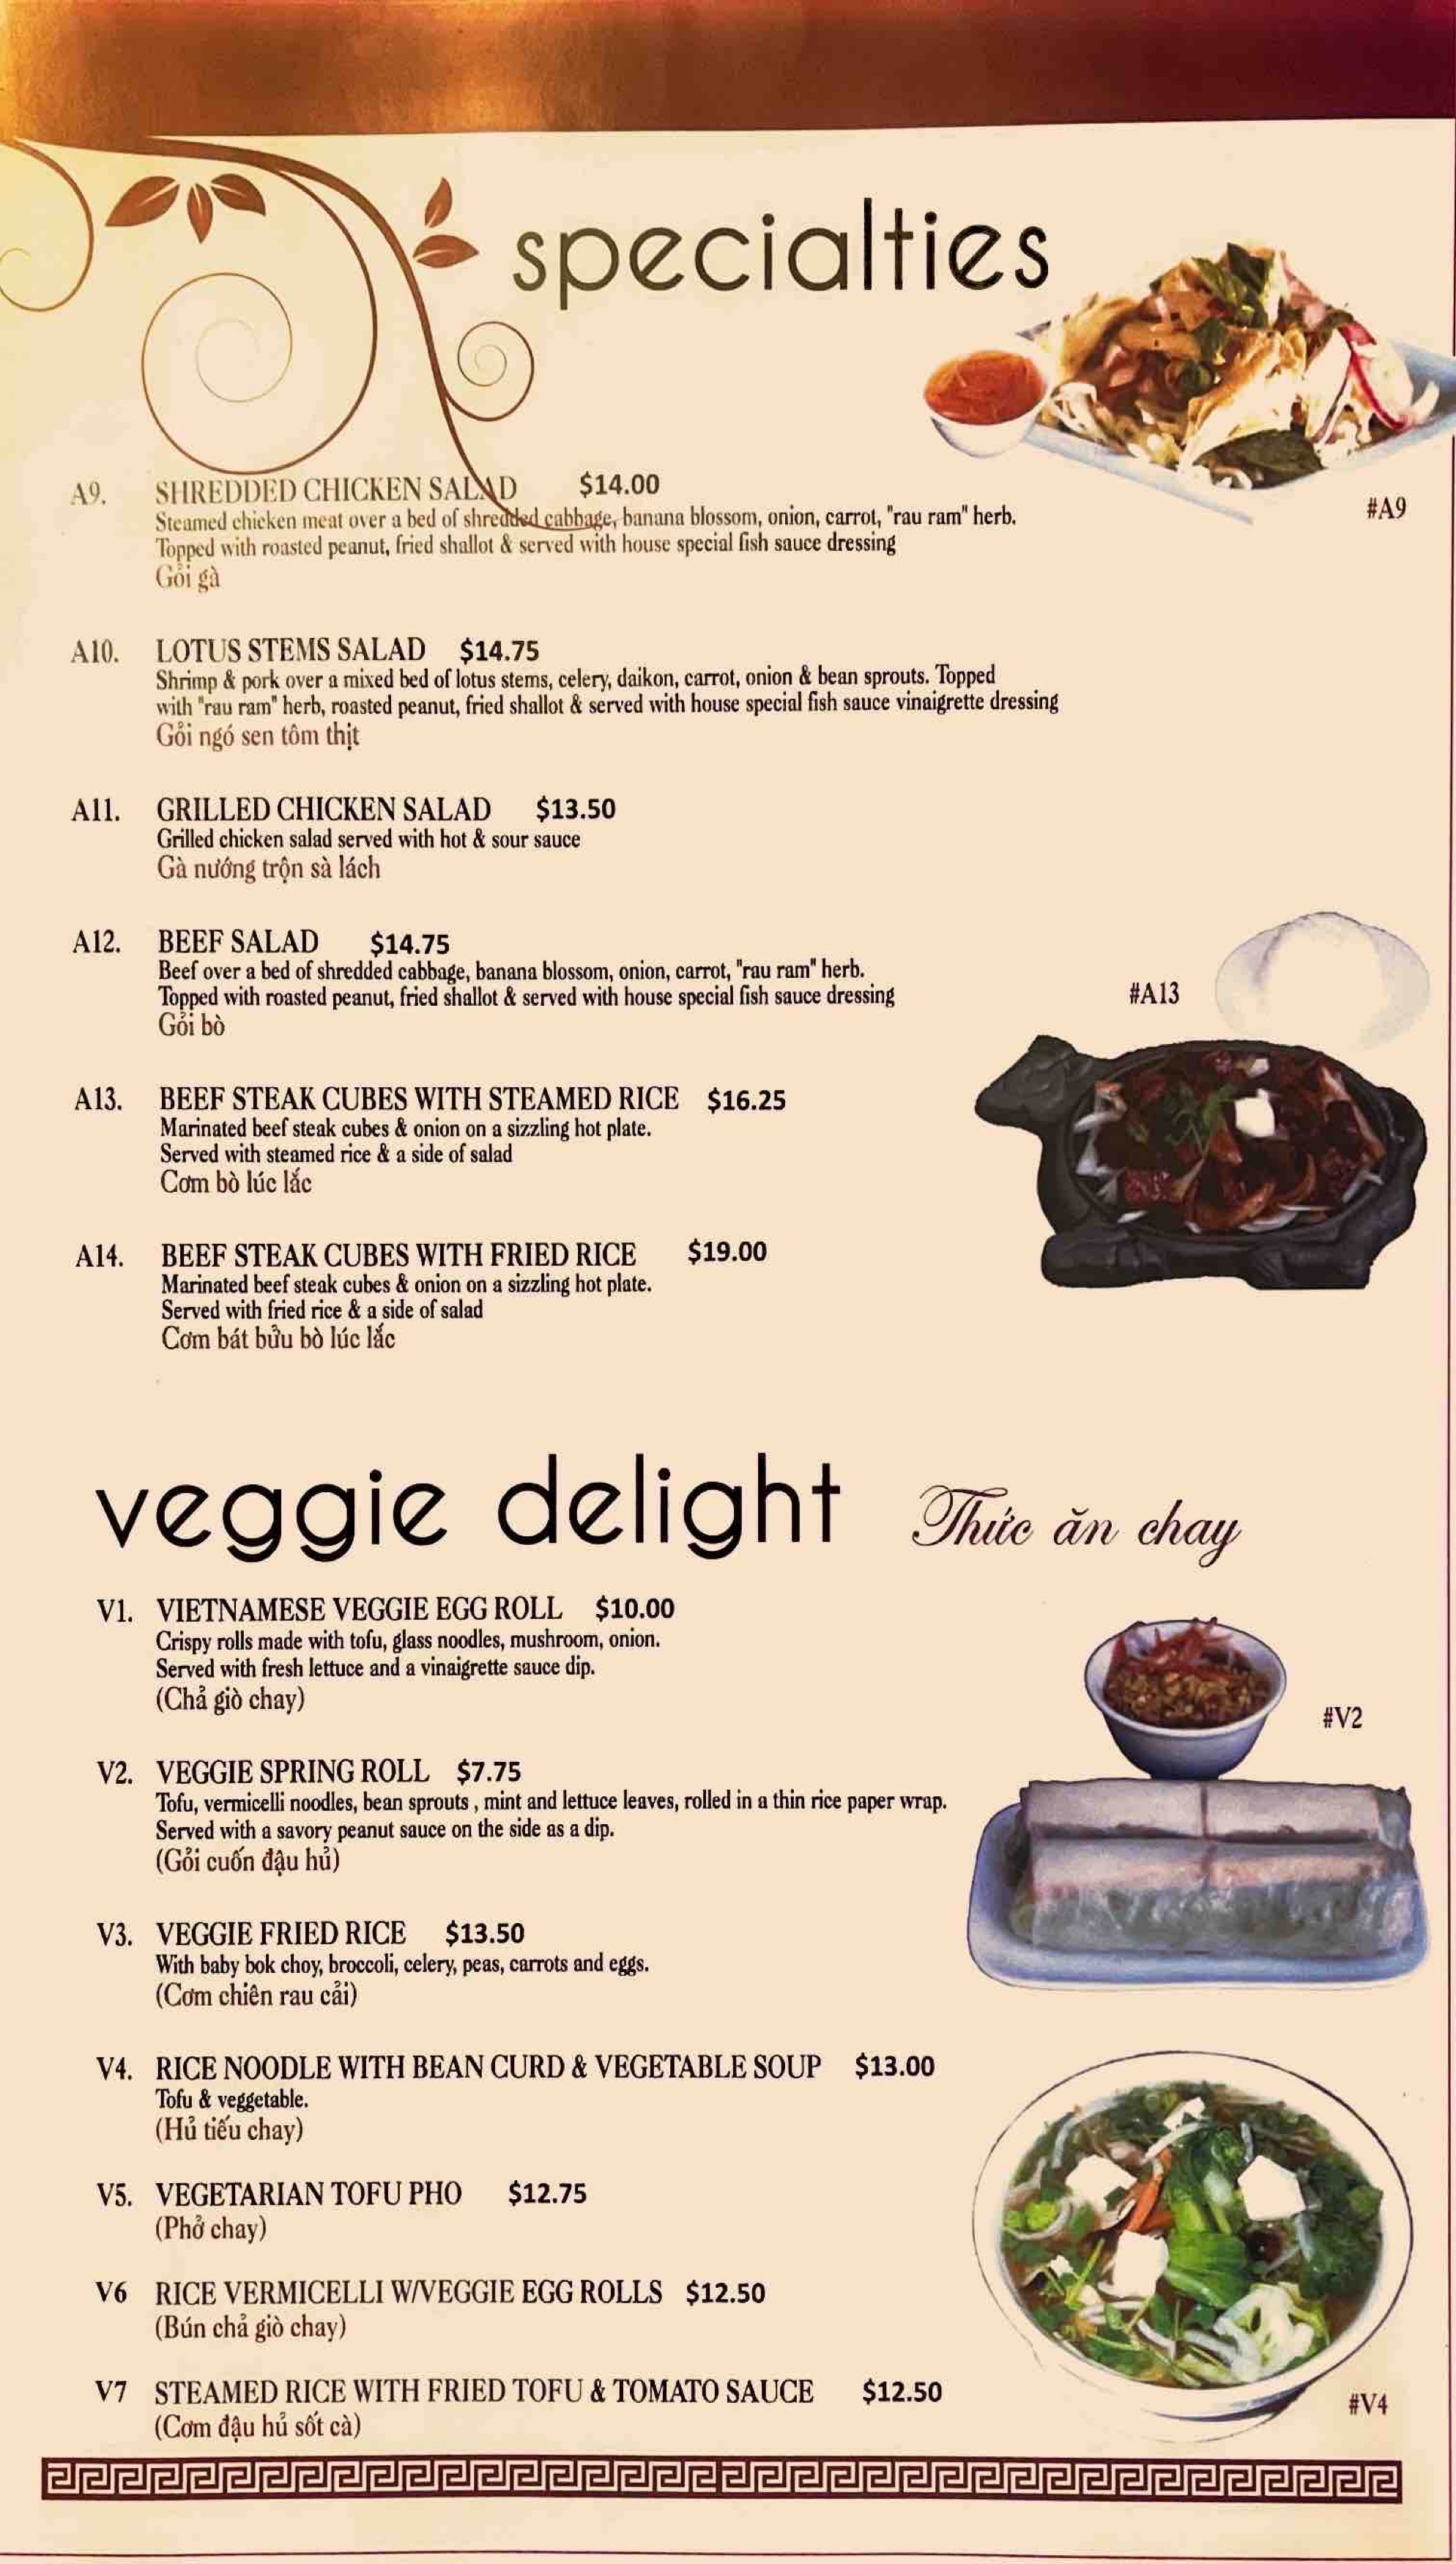 specialties
#A9
A9. SHREDDED CHICKEN SALAD $14.00
Steamed chicken meat over a bed of shredded cabbage, banana blossom, onion, carrot, "rau ram" herb.
Topped with roasted peanut, fried shallot & served with house special fish sauce dressing
Gỏi gà
A10. LOTUS STEMS SALAD $14.75
Shrimp & pork over a mixed bed of lotus stems, celery, daikon, carrot, onion & bean sprouts. Topped
with "rau ram" herb, roasted peanut, fried shallot & served with house special fish sauce vinaigrette dressing
Gỏi ngó sen tôm thịt
A11. GRILLED CHICKEN SALAD $13.50
Grilled chicken salad served with hot & sour sauce
Gà nướng trộn sà lách
A12. BEEF SALAD $14.75
Beef over a bed of shredded cabbage, banana blossom, onion, carrot, "rau ram" herb.
Topped with roasted peanut, fried shallot & served with house special fish sauce dressing
Gỏi bò
#A13
A13. BEEF STEAK CUBES WITH STEAMED RICE $16.25
Marinated beef steak cubes & onion on a sizzling hot plate.
Served with steamed rice & a side of salad
Cơm bò lúc lắc
A14. BEEF STEAK CUBES WITH FRIED RICE $19.00
Marinated beef steak cubes & onion on a sizzling hot plate.
Served with fried rice & a side of salad
Cơm bát bửu bò lúc lắc
veggie delight Thức ăn chay
V1. VIETNAMESE VEGGIE EGG ROLL $10.00
Crispy rolls made with tofu, glass noodles, mushroom, onion.
Served with fresh lettuce and a vinaigrette sauce dip.
(Chả giò chay)
#V2
V2. VEGGIE SPRING ROLL $7.75
Tofu, vermicelli noodles, bean sprouts , mint and lettuce leaves, rolled in a thin rice paper wrap.
Served with a savory peanut sauce on the side as a dip.
(Gỏi cuốn đậu hủ)
V3. VEGGIE FRIED RICE $13.50
With baby bok choy, broccoli, celery, peas, carrots and eggs.
(Cơm chiên rau cải)
V4. RICE NOODLE WITH BEAN CURD & VEGETABLE SOUP $13.00
Tofu & veggetable.
(Hủ tiếu chay)
V5. VEGETARIAN TOFU PHO $12.75
(Phở chay)
V6 RICE VERMICELLI W/VEGGIE EGG ROLLS $12.50
(Bún chả giò chay)
V7 STEAMED RICE WITH FRIED TOFU & TOMATO SAUCE $12.50
(Cơm đậu hủ sốt cà)
#V4